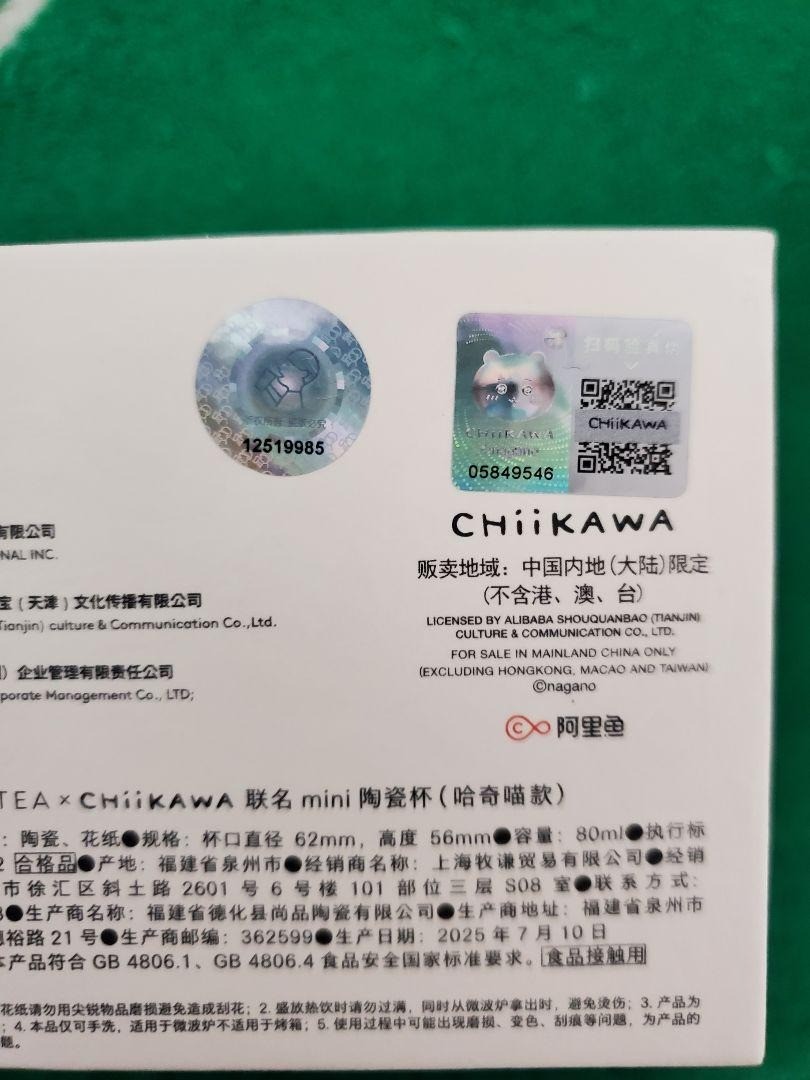 版权所有 盗版必究
12519985
扫码验真伪
CHiiKAWA
CHiiKAWA
05849546
CHiiKAWA
有限公司
NAL INC.
贩卖地域：中国内地(大陆)限定
(不含港、澳、台)
宝（天津）文化传播有限公司
Tianjin) culture & Communication Co.,Ltd.
LICENSED BY ALIBABA SHOUQUANBAO (TIANJIN)
CULTURE & COMMUNICATION CO., LTD.
FOR SALE IN MAINLAND CHINA ONLY
(EXCLUDING HONGKONG, MACAO AND TAIWAN)
©nagano
）企业管理有限责任公司
porate Management Co., LTD;
阿里鱼
TEA × CHiiKAWA 联名 mini 陶瓷杯（哈奇喵款）
：陶瓷、花纸●规格：杯口直径 62mm，高度 56mm●容量：80ml●执行标
2 合格品●产地：福建省泉州市●经销商名称：上海牧谦贸易有限公司●经销
市徐汇区斜土路 2601 号 6 号楼 101 部位三层 S08 室●联系方式：
●生产商名称：福建省德化县尚品陶瓷有限公司●生产商地址：福建省泉州市
裕路 21 号●生产商邮编：362599●生产日期：2025 年 7 月 10 日
本产品符合 GB 4806.1、GB 4806.4 食品安全国家标准要求。食品接触用
花纸请勿用尖锐物品磨损避免造成刮花；2. 盛放热饮时请勿过满，同时从微波炉拿出时，避免烫伤；3. 产品为
；4. 本品仅可手洗，适用于微波炉不适用于烤箱；5. 使用过程中可能出现磨损、变色、刮痕等问题，为产品的
题。